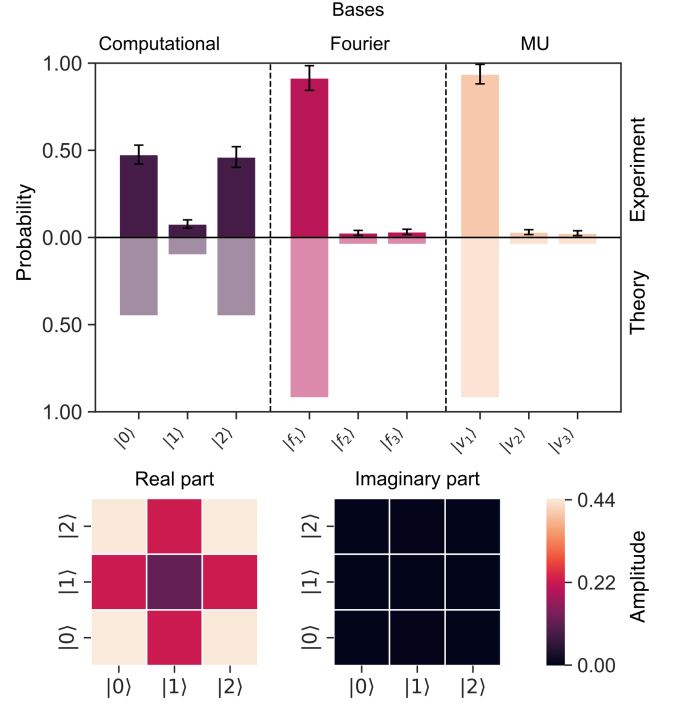 Bases
Computational Fourier MU
1.00
0.50
0.00
0.50
1.00
Probability
Experiment
Theory
|0⟩ |1⟩ |2⟩ |f₁⟩ |f₂⟩ |f₃⟩ |v₁⟩ |v₂⟩ |v₃⟩
Real part Imaginary part
|2⟩
|1⟩
|0⟩
|0⟩ |1⟩ |2⟩
|2⟩
|1⟩
|0⟩
|0⟩ |1⟩ |2⟩
0.44
0.22
0.00
Amplitude